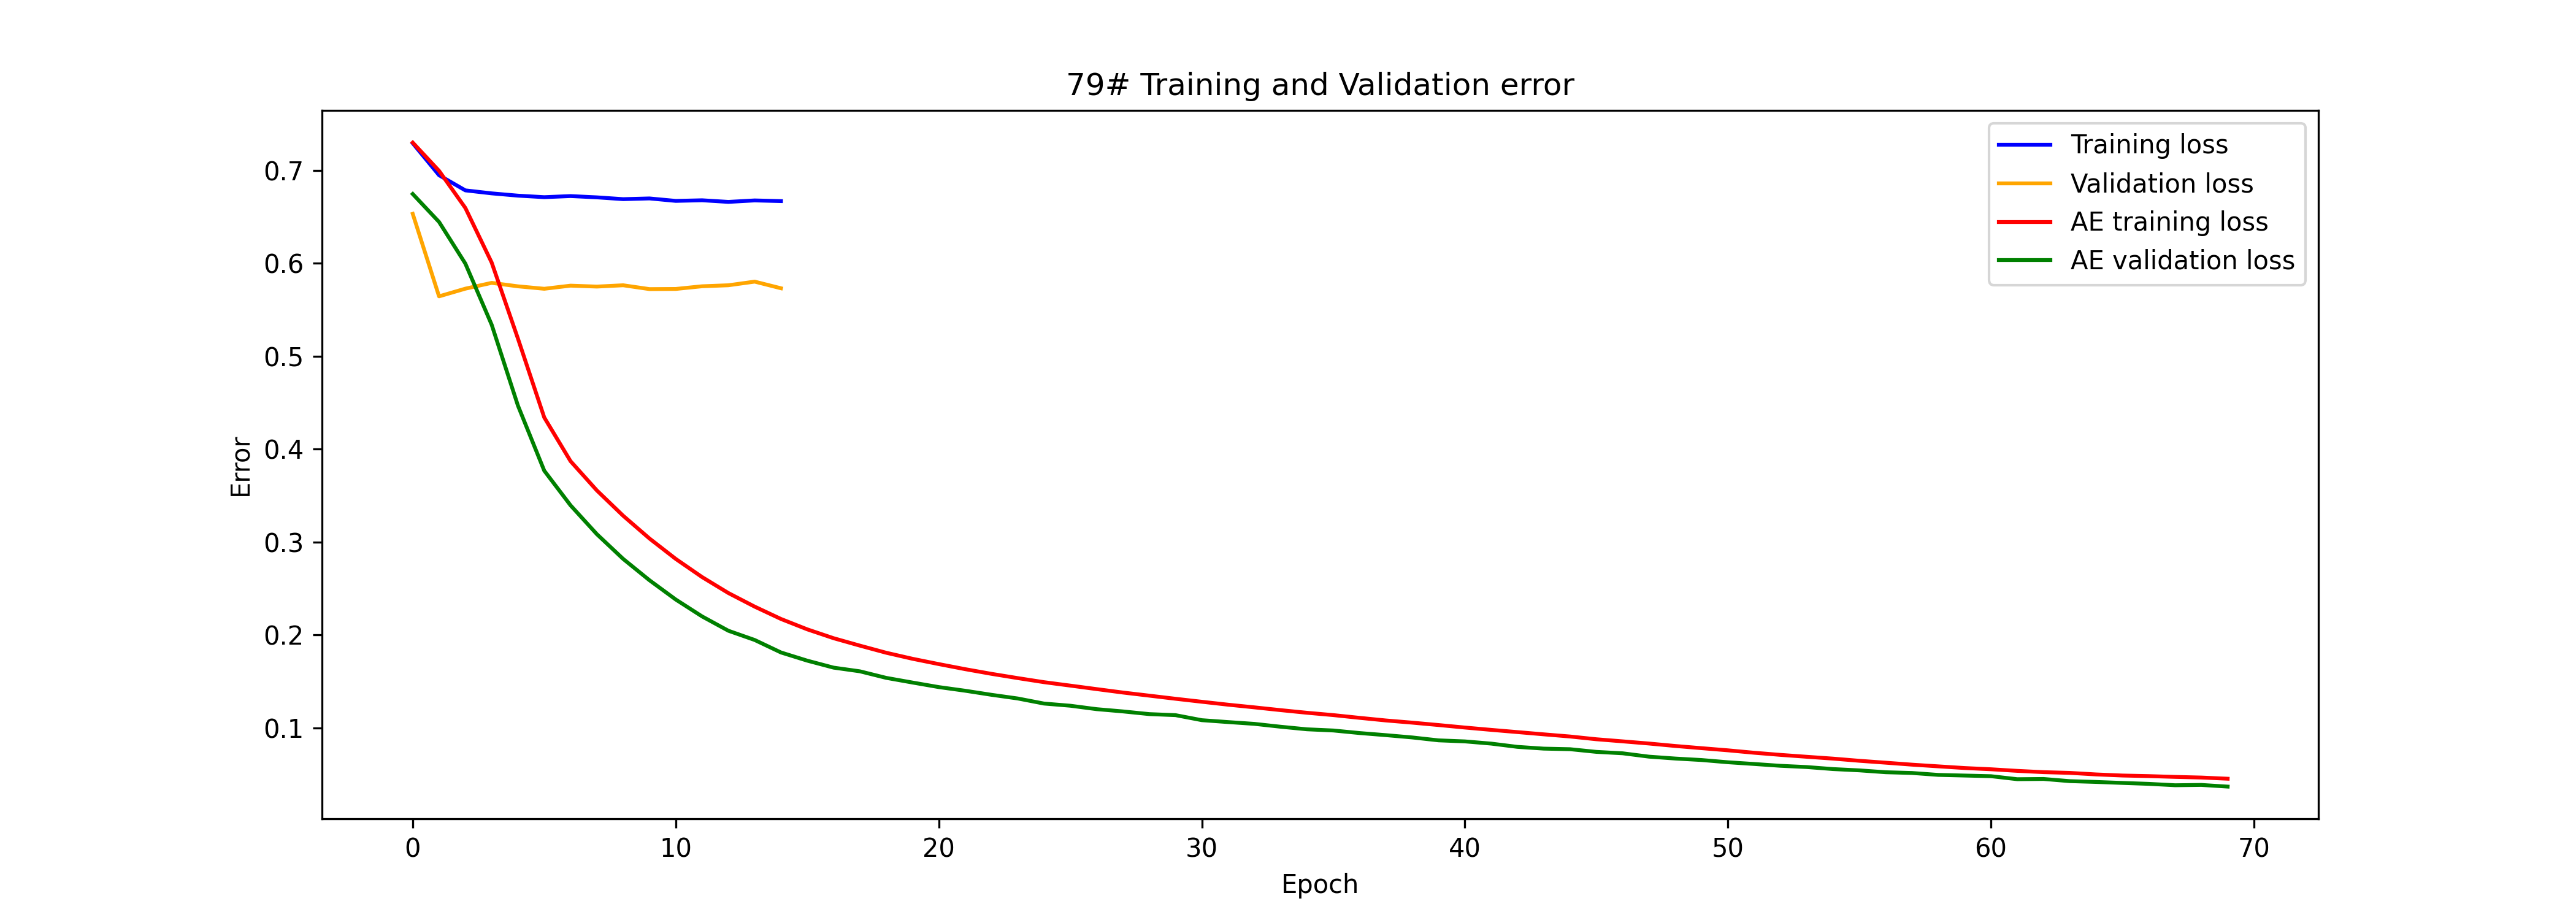 79# Training and Validation error
Training loss
Validation loss
AE training loss
AE validation loss
0.7
0.6
0.5
0.4
0.3
0.2
0.1
Error
0 10 20 30 40 50 60 70
Epoch